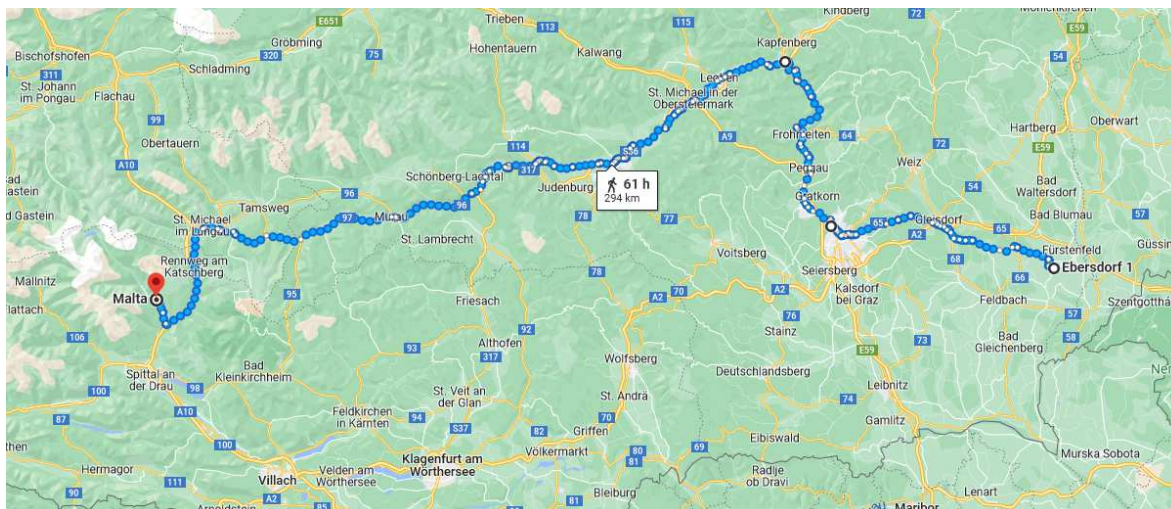 Trieben
Kindberg
E651
113
115
72
Gröbming
Hohentauern
Kapfenberg
E59
Bischofshofen
320
75
Kalwang
54
311
Schladming
St. Johann
im Pongau
Flachau
St. Michael in der
Obersteiermark
Hartberg
Oberwart
99
A9
Frohnleiten
64
Obertauern
114
S36
72
E59
63
A10
317
Weiz
Peggau
Schönberg-Lachtal
Judenburg
61 h
294 km
Bad
Waltersdorf
Bad Gastein
96
Gratkorn
Tamsweg
96
78
65
Bad Blumau
57
St. Michael
im Lungau
97
Murau
77
65
Gleisdorf
A2
Fürstenfeld
Güssing
St. Lambrecht
Voitsberg
68
Mallnitz
Rennweg am
Katschberg
Seiersberg
66
Ebersdorf 1
Malta
95
78
70
A2
Kalsdorf
bei Graz
Feldbach
Szentgotthárd
Friesach
A2
57
106
76
58
92
Stainz
93
Althofen
E59
73
Bad
Gleichenberg
Bad
Kleinkirchheim
317
Wolfsberg
Spittal an
der Drau
98
Deutschlandsberg
Leibnitz
100
St. Veit an
der Glan
St. Andrä
A10
74
Gamlitz
87
Feldkirchen
in Kärnten
94
70
100
S37
82
Griffen
Eibiswald
Hermagor
Klagenfurt am
Wörthersee
Völkermarkt
80
69
Murska Sobota
111
Velden am
Wörthersee
81
90
Villach
Radlje
ob Dravi
A2
81
Bleiburg
Lenart
85
Arnoldstein
Maribor